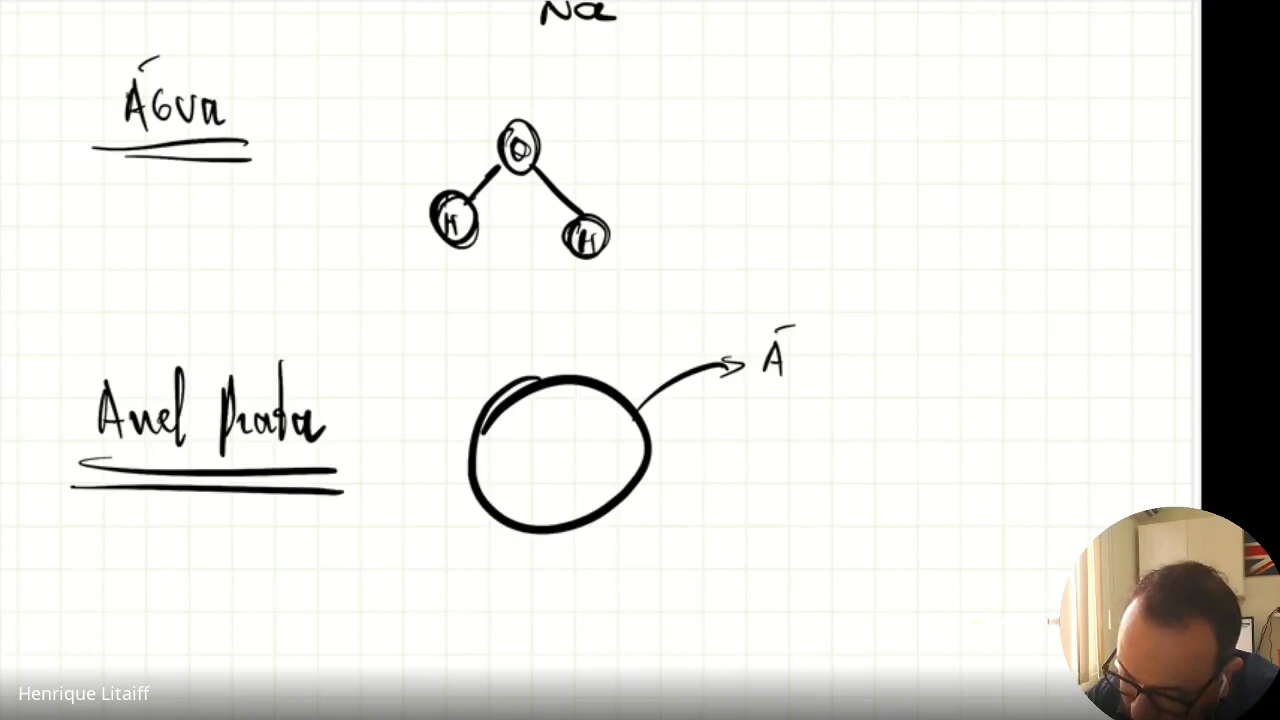 Na
Água
O
H H
Á
Anel Prata
Henrique Litaiff